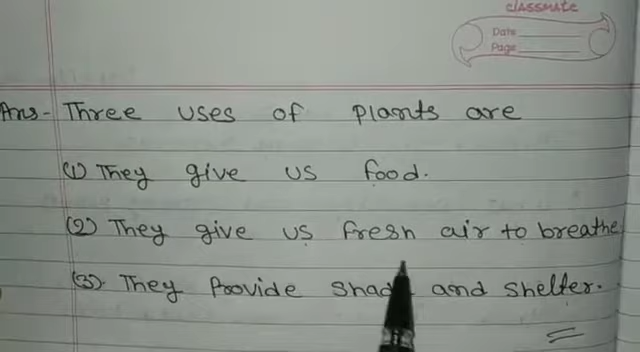 classmate
Date
Page
Ans- Three uses of plants are
(1) They give us food.
(2) They give us fresh air to breathe
(3). They Provide shad and shelter.